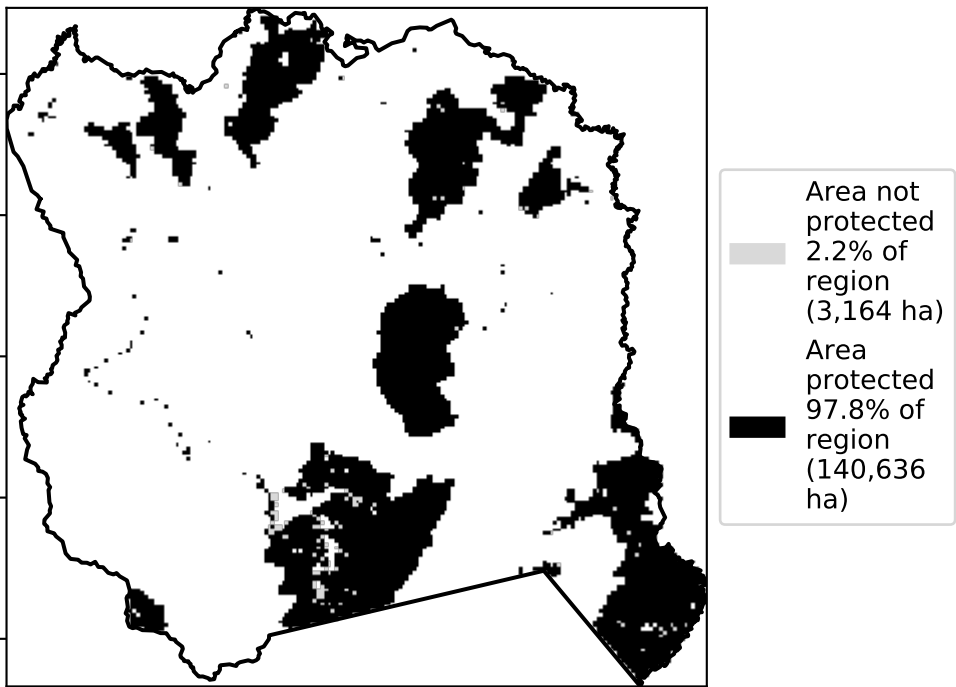 Area not
protected
2.2% of
region
(3,164 ha)
Area
protected
97.8% of
region
(140,636
ha)